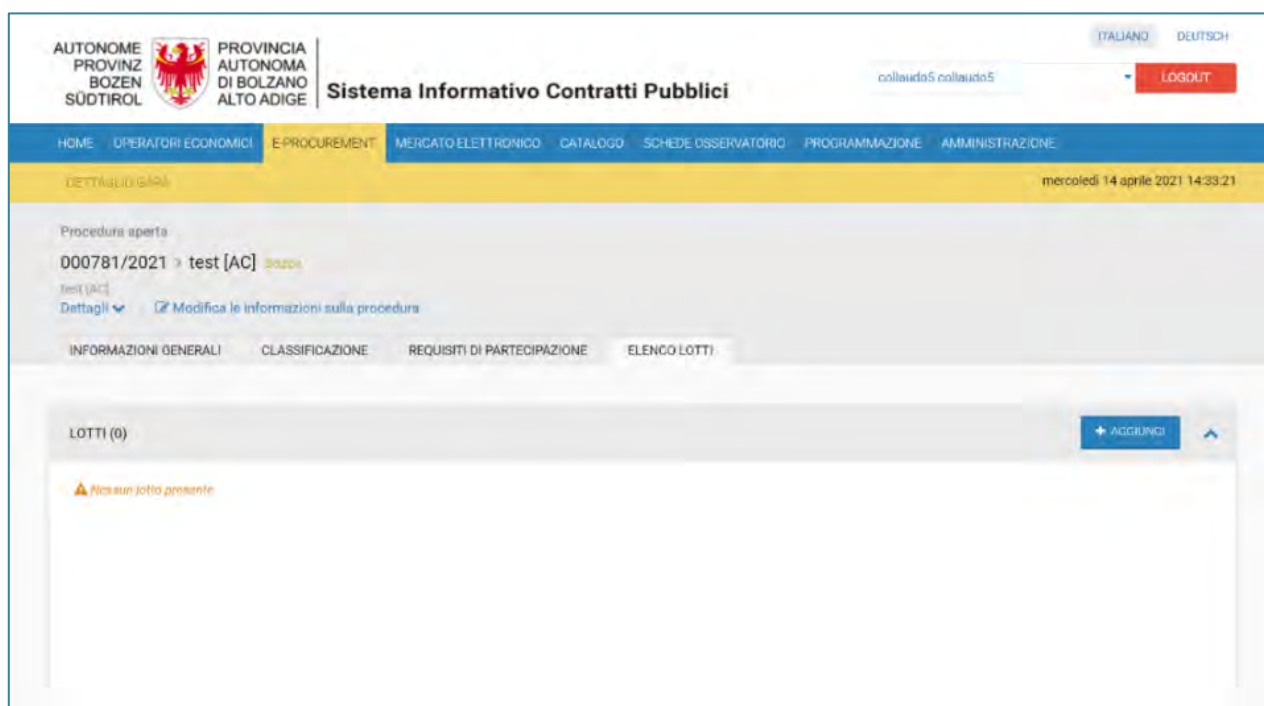 ITALIANO DEUTSCH
AUTONOME
PROVINZ
BOZEN
SÜDTIROL
PROVINCIA
AUTONOMA
DI BOLZANO
ALTO ADIGE
Sistema Informativo Contratti Pubblici
collaudo5 collaudo5
LOGOUT
HOME OPERATORI ECONOMICI E-PROCUREMENT MERCATO ELETTRONICO CATALOGO SCHEDE OSSERVATORIO PROGRAMMAZIONE AMMINISTRAZIONE
DETTAGLIO GARA mercoledì 14 aprile 2021 14:33:21
Procedura aperta
000781/2021 > test [AC] Bozza
test [AC]
Dettagli Modifica le informazioni sulla procedura
INFORMAZIONI GENERALI CLASSIFICAZIONE REQUISITI DI PARTECIPAZIONE ELENCO LOTTI
LOTTI (0) + AGGIUNGI
Nessun lotto presente